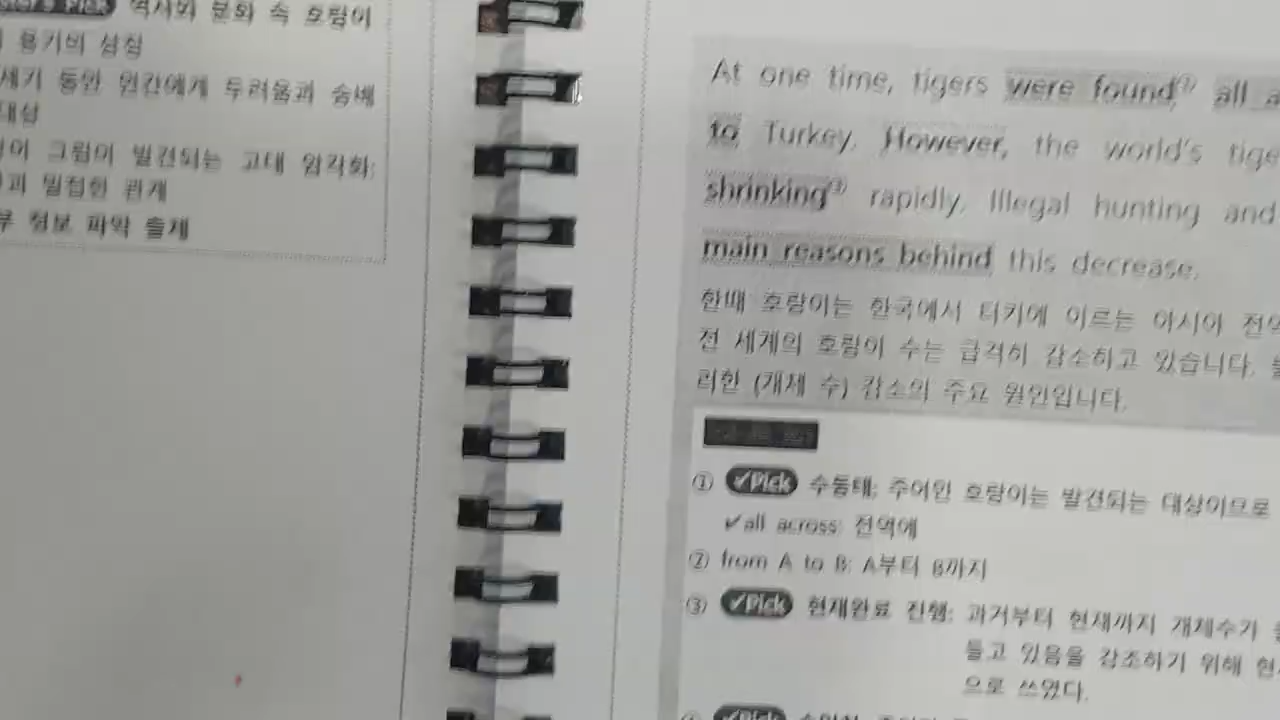 역사와 문화 속 호랑이
용기의 상징
세기 동안 인간에게 두려움과 숭배
대상
그림이 발견되는 고대 암각화:
과 밀접한 관계
정보 파악 출제
At one time, tigers were found① all a
to Turkey. However, the world's tige
shrinking③ rapidly. Illegal hunting and
main reasons behind this decrease.
한때 호랑이는 한국에서 터키에 이르는 아시아 전역
전 세계의 호랑이 수는 급격히 감소하고 있습니다. 불
러한 (개체 수) 감소의 주요 원인입니다.
① ✓Pick 수동태: 주어인 호랑이는 발견되는 대상이므로
✓all across: 전역에
② from A to B: A부터 B까지
③ ✓Pick 현재완료 진행: 과거부터 현재까지 개체수가
들고 있음을 강조하기 위해 현
으로 쓰였다.
✓Pick